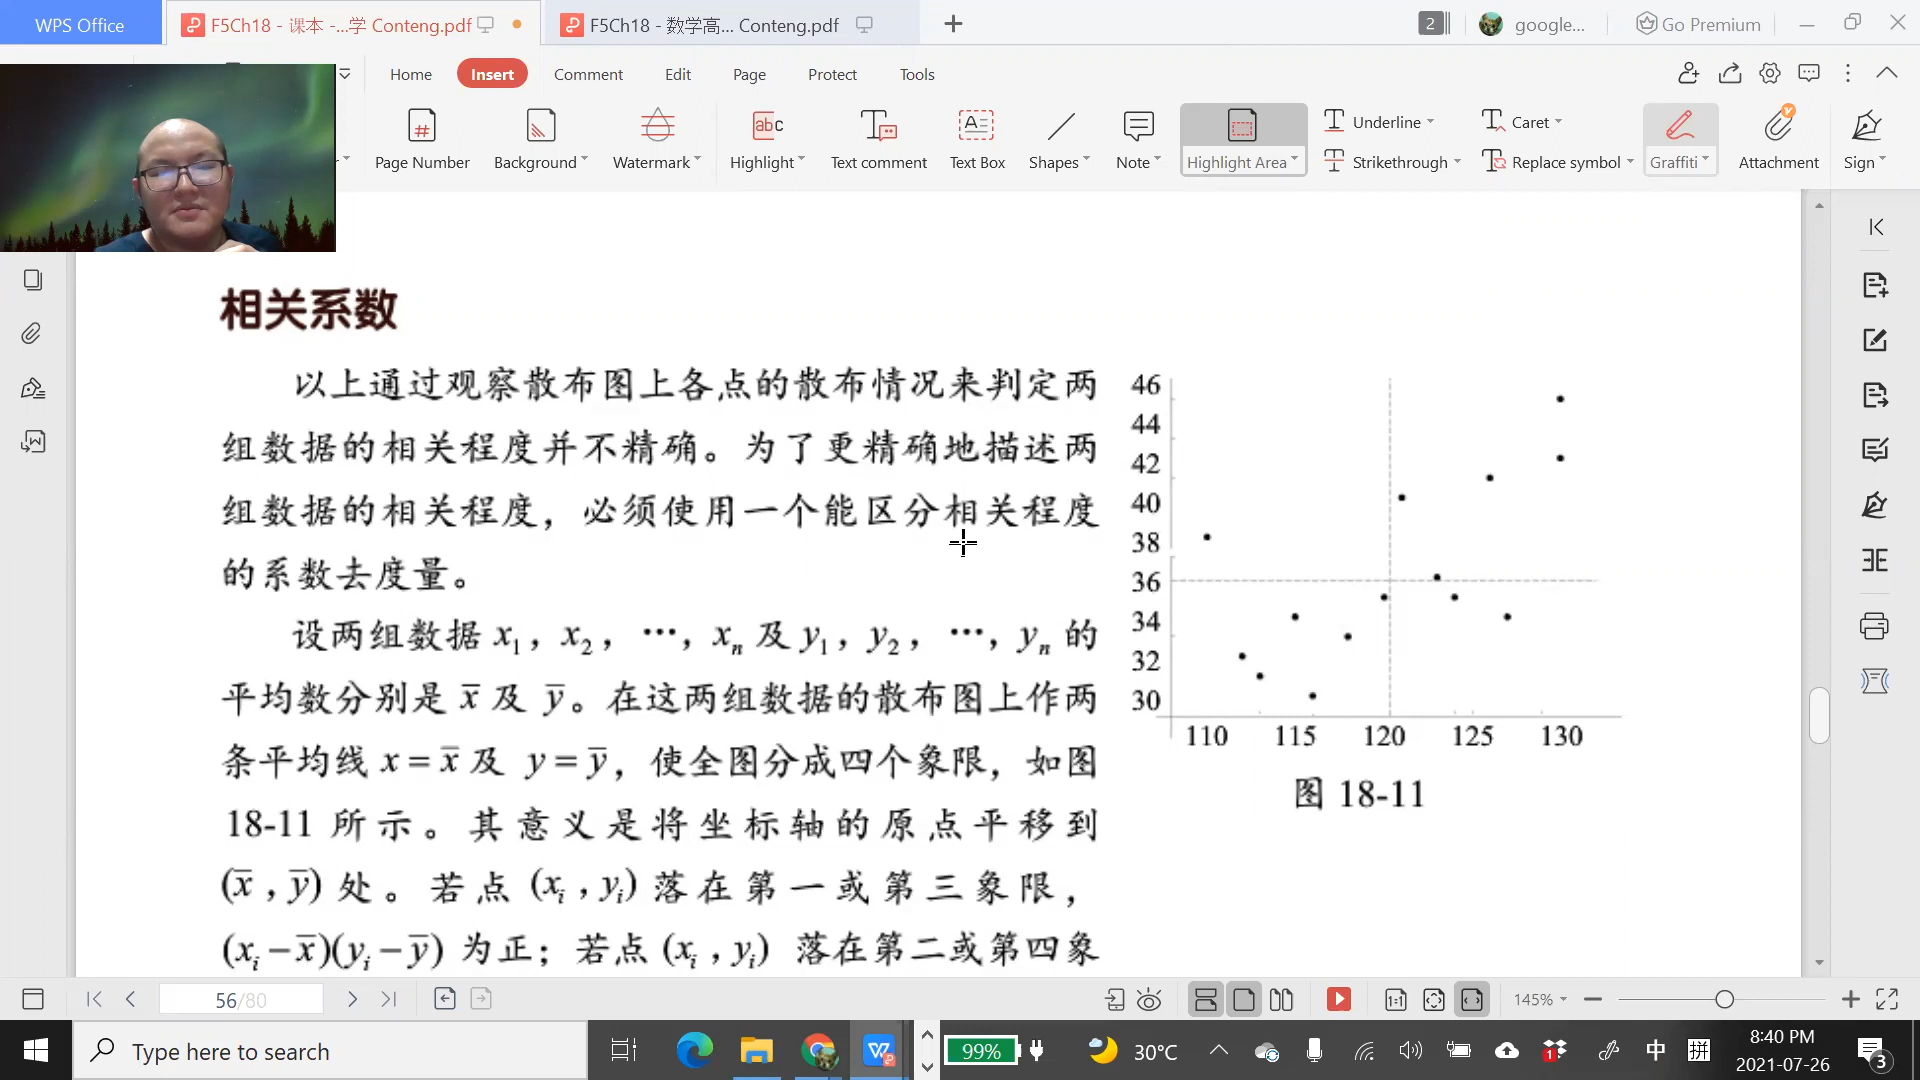 WPS Office
F5Ch18 - 课本 -...学 Conteng.pdf
F5Ch18 - 数学高... Conteng.pdf
2
google...
Go Premium
Home
Insert
Comment
Edit
Page
Protect
Tools
Page Number
Background
Watermark
Highlight
Text comment
Text Box
Shapes
Note
Highlight Area
Underline
Strikethrough
Caret
Replace symbol
Graffiti
Attachment
Sign
相关系数
以上通过观察散布图上各点的散布情况来判定两
组数据的相关程度并不精确。为了更精确地描述两
组数据的相关程度，必须使用一个能区分相关程度
的系数去度量。
设两组数据 x₁，x₂，…，xₙ 及 y₁，y₂，…，yₙ 的
平均数分别是 x̅ 及 y̅。在这两组数据的散布图上作两
条平均线 x = x̅ 及 y = y̅，使全图分成四个象限，如图
18-11 所示。其意义是将坐标轴的原点平移到
(x̅，y̅) 处。若点 (xᵢ，yᵢ) 落在第一或第三象限，
(xᵢ − x̅)(yᵢ − y̅) 为正；若点 (xᵢ，yᵢ) 落在第二或第四象
46
44
42
40
38
36
34
32
30
110 115 120 125 130
图 18-11
56/80
145%
Type here to search
99%
30°C
中
拼
8:40 PM
2021-07-26
3